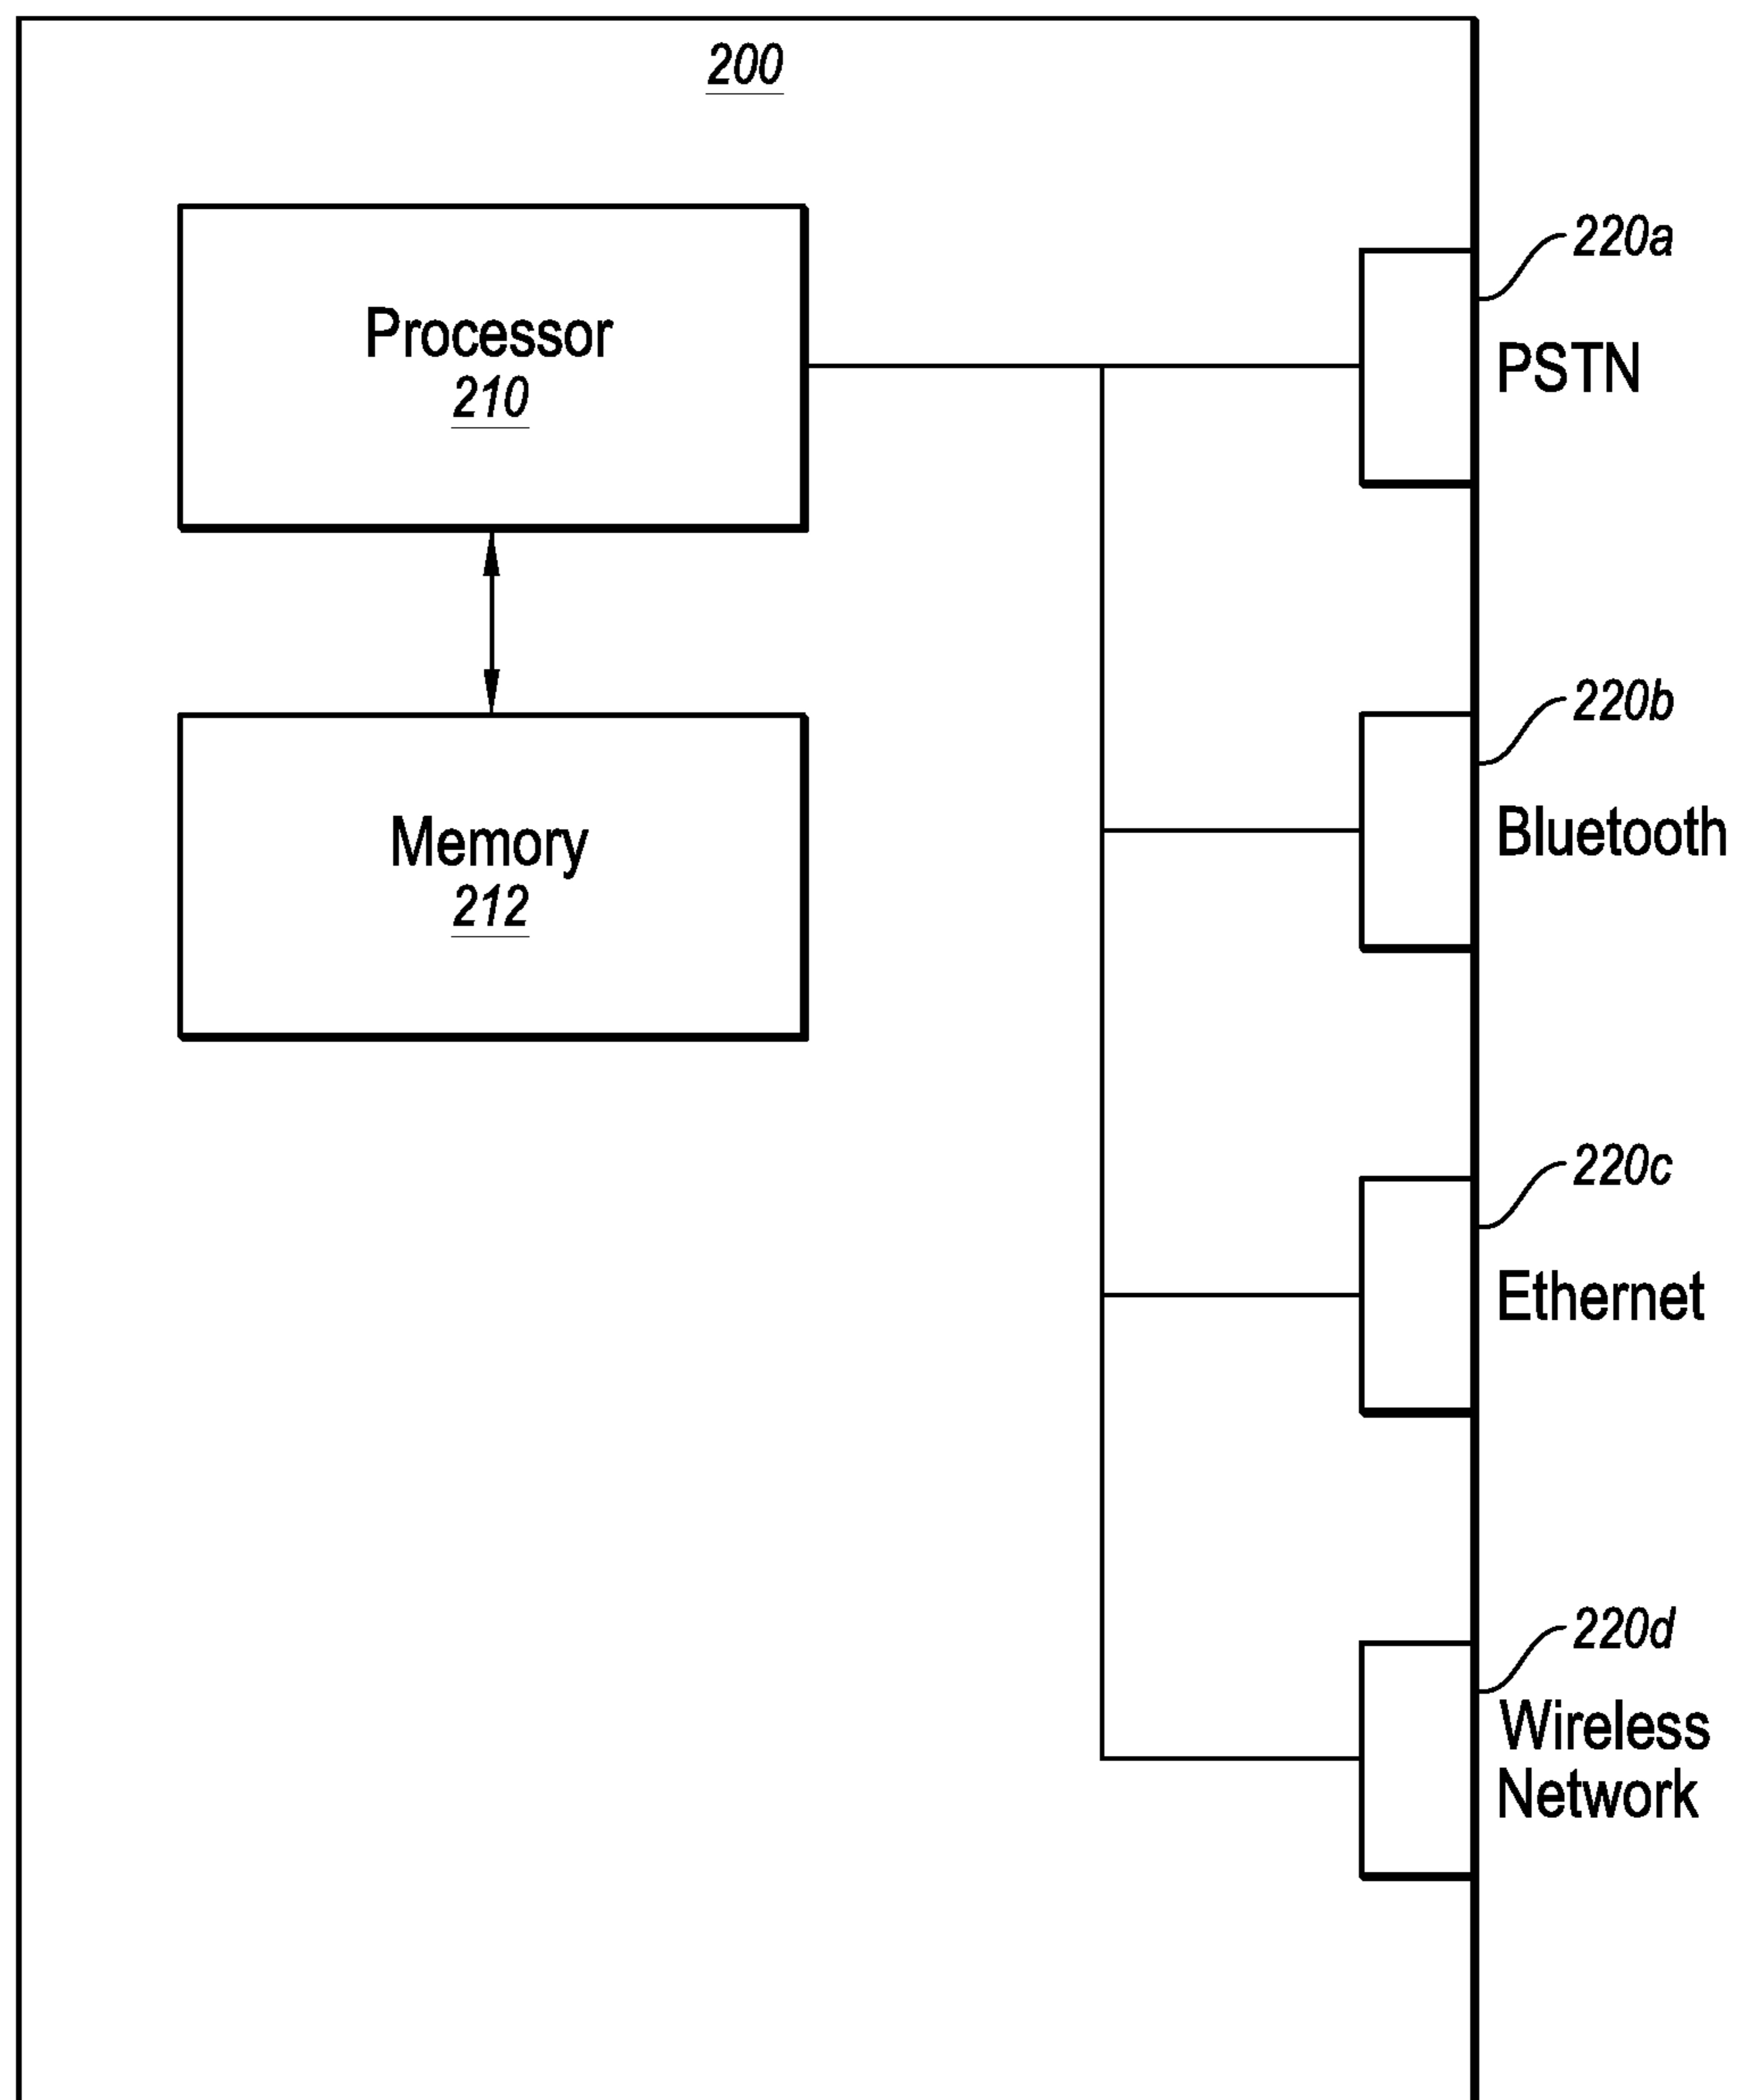 200
Processor
210
Memory
212
220a
PSTN
220b
Bluetooth
220c
Ethernet
220d
Wireless
Network